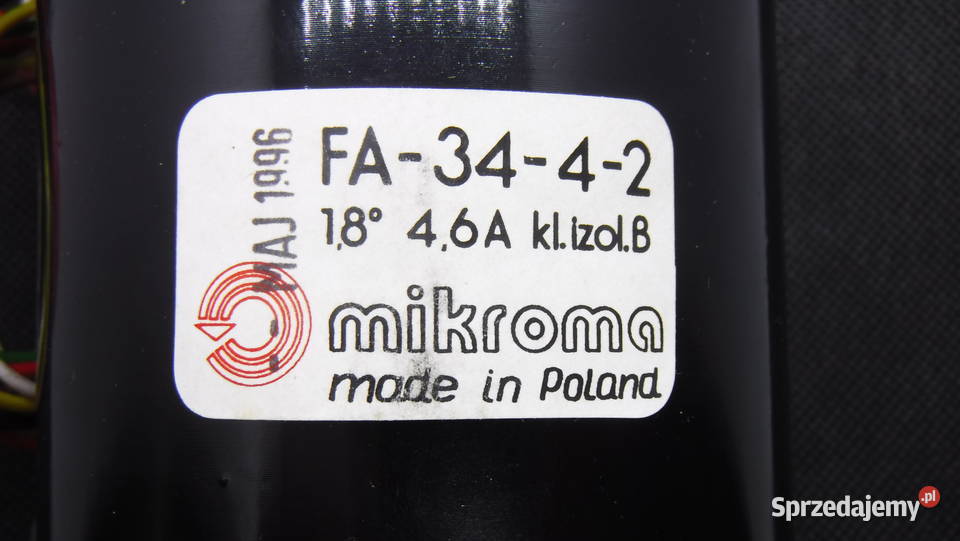 MAJ 1996
FA-34-4-2
1,8° 4,6A kl.izol.B
mikroma
made in Poland
Sprzedajemy.pl